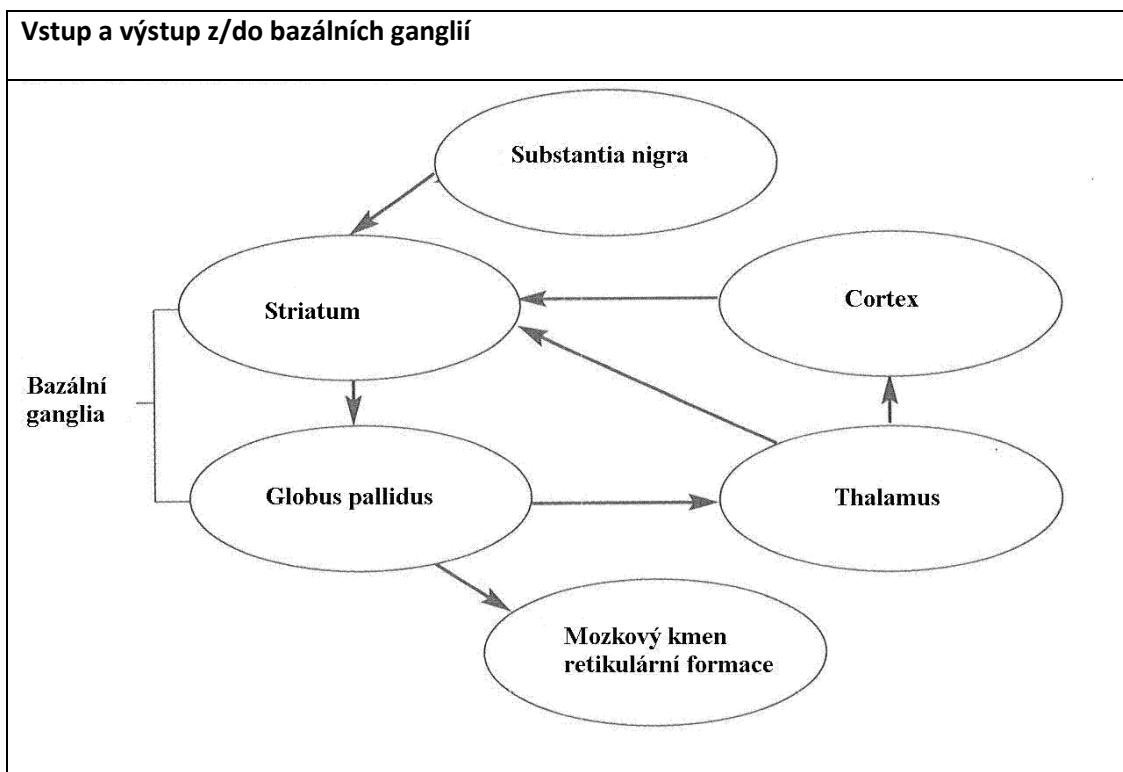 Vstup a výstup z/do bazálních ganglií
Substantia nigra
Striatum
Cortex
Bazální
ganglia
Globus pallidus
Thalamus
Mozkový kmen
retikulární formace